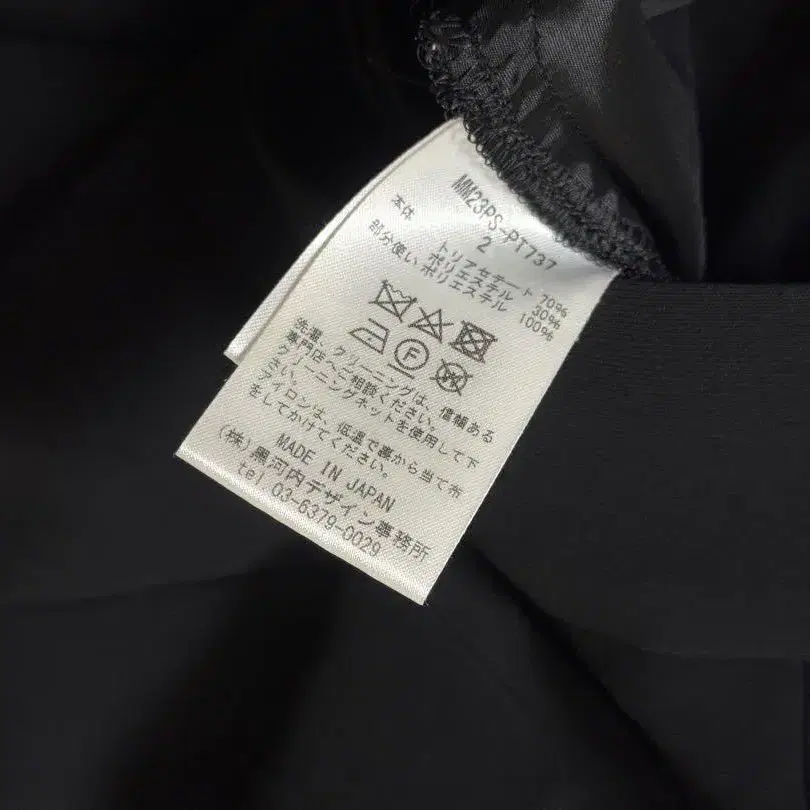 MM23PS-PT737
2
本体 トリアセテート 70%
ポリエステル 30%
部分使い ポリエステル 100%
F
洗濯、クリーニングは、信頼ある
専門店へご相談ください。
クリーニングネットを使用して下
さい。
アイロンは、低温で裏から当て布
をしてかけてください。
MADE IN JAPAN
(株)黒河内デザイン事務所
tel 03-6379-0029